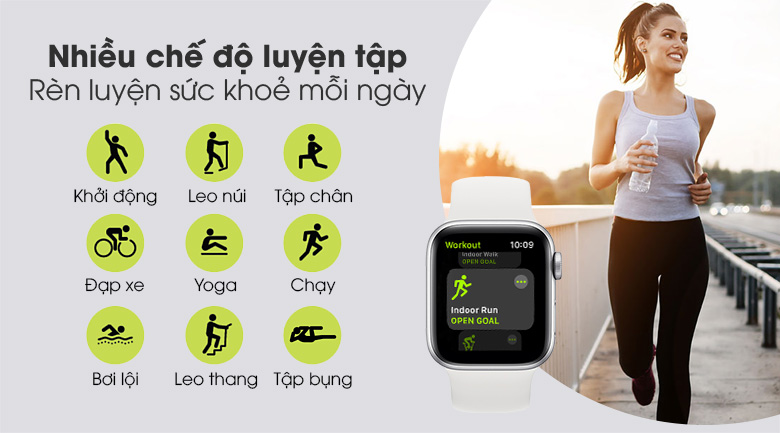 Nhiều chế độ luyện tập
Rèn luyện sức khoẻ mỗi ngày
Khởi động
Leo núi
Tập chân
Đạp xe
Yoga
Chạy
Bơi lội
Leo thang
Tập bụng
Workout 10:09
Indoor Walk
OPEN GOAL
Indoor Run
OPEN GOAL